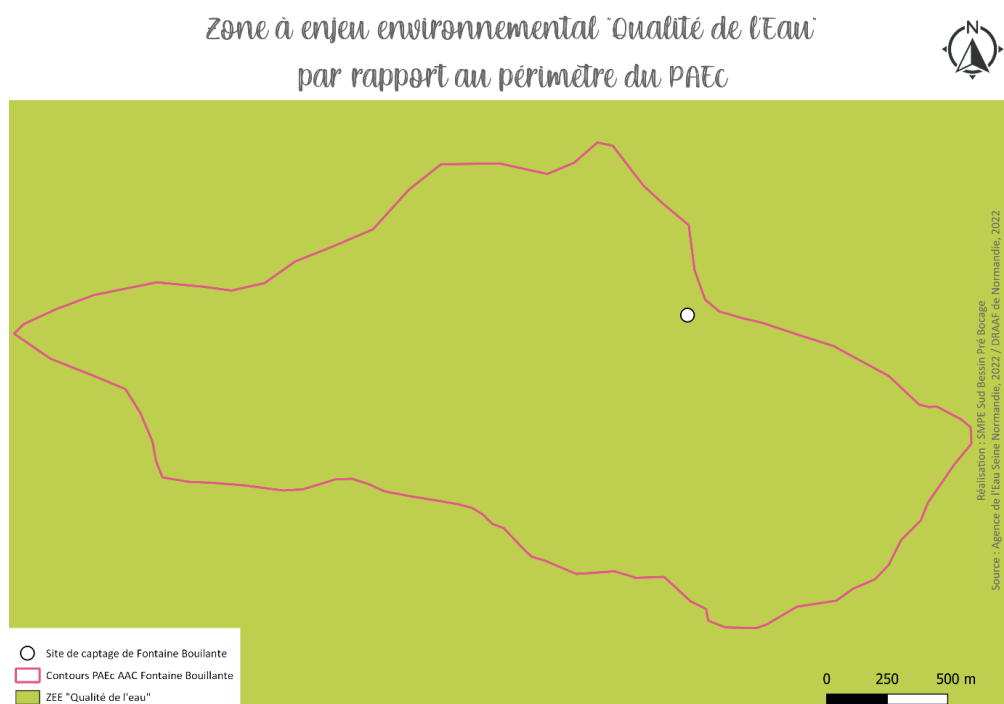 Zone à enjeu environnemental "Qualité de l'Eau"
par rapport au périmètre du PAEc
N
Réalisation : SMPE Sud Bessin Pré Bocage
Source : Agence de l'Eau Seine Normandie, 2022 / DRAAF de Normandie, 2022
Site de captage de Fontaine Bouilante
Contours PAEc AAC Fontaine Bouillante
ZEE "Qualité de l'eau"
0 250 500 m